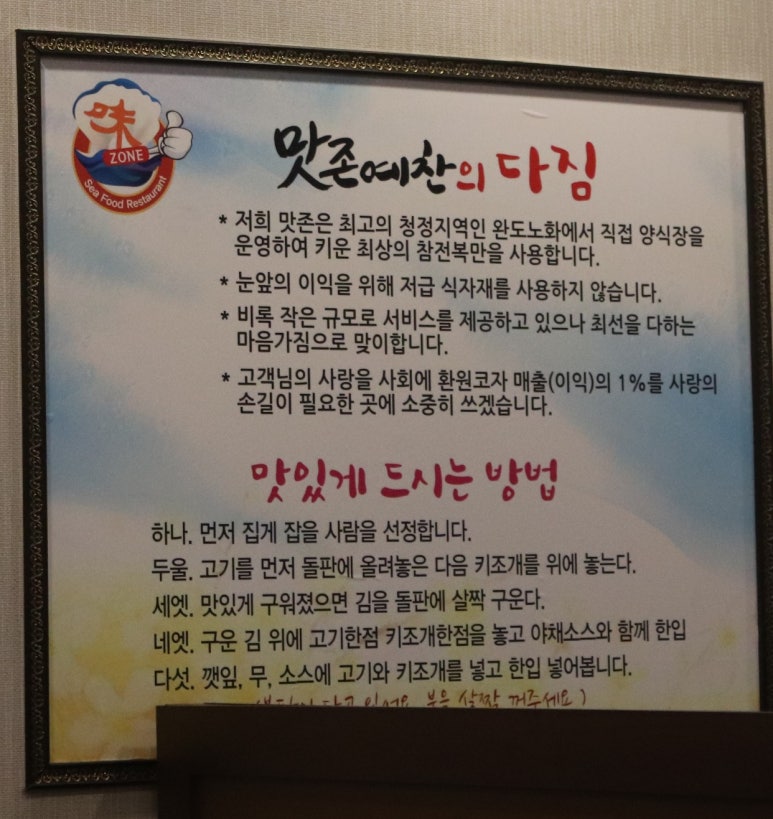 味
ZONE
Sea Food Restaurant
맛존예찬의 다짐
* 저희 맛존은 최고의 청정지역인 완도노화에서 직접 양식장을
운영하여 키운 최상의 참전복만을 사용합니다.
* 눈앞의 이익을 위해 저급 식자재를 사용하지 않습니다.
* 비록 작은 규모로 서비스를 제공하고 있으나 최선을 다하는
마음가짐으로 맞이합니다.
* 고객님의 사랑을 사회에 환원코자 매출(이익)의 1%를 사랑의
손길이 필요한 곳에 소중히 쓰겠습니다.
맛있게 드시는 방법
하나. 먼저 집게 잡을 사람을 선정합니다.
두울. 고기를 먼저 돌판에 올려놓은 다음 키조개를 위에 놓는다.
세엣. 맛있게 구워졌으면 김을 돌판에 살짝 구운다.
네엣. 구운 김 위에 고기한점 키조개한점을 놓고 야채소스와 함께 한입
다섯. 깻잎, 무, 소스에 고기와 키조개를 넣고 한입 넣어봅니다.
살짝 꺼주세요)